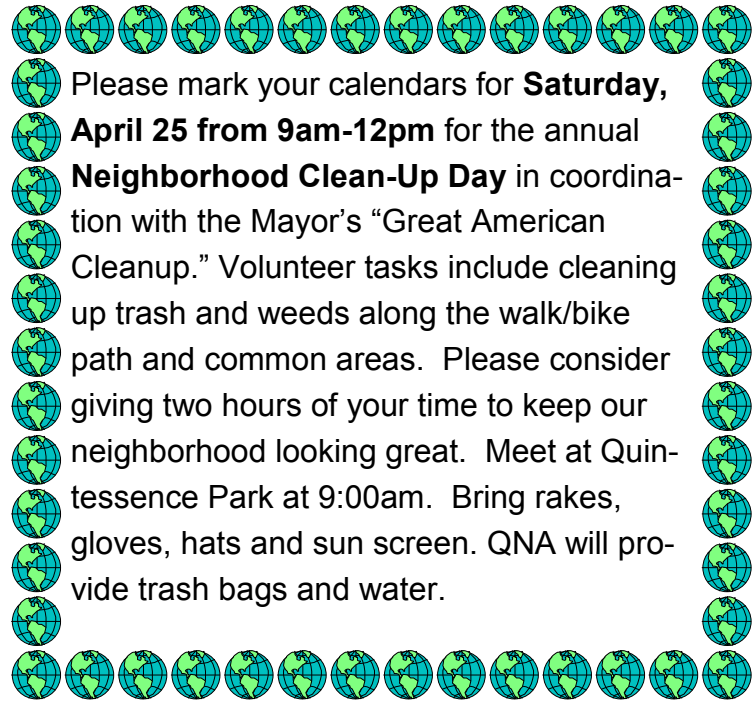 Please mark your calendars for Saturday,
April 25 from 9am-12pm for the annual
Neighborhood Clean-Up Day in coordina-
tion with the Mayor’s “Great American
Cleanup.” Volunteer tasks include cleaning
up trash and weeds along the walk/bike
path and common areas.  Please consider
giving two hours of your time to keep our
neighborhood looking great.  Meet at Quin-
tessence Park at 9:00am.  Bring rakes,
gloves, hats and sun screen. QNA will pro-
vide trash bags and water.